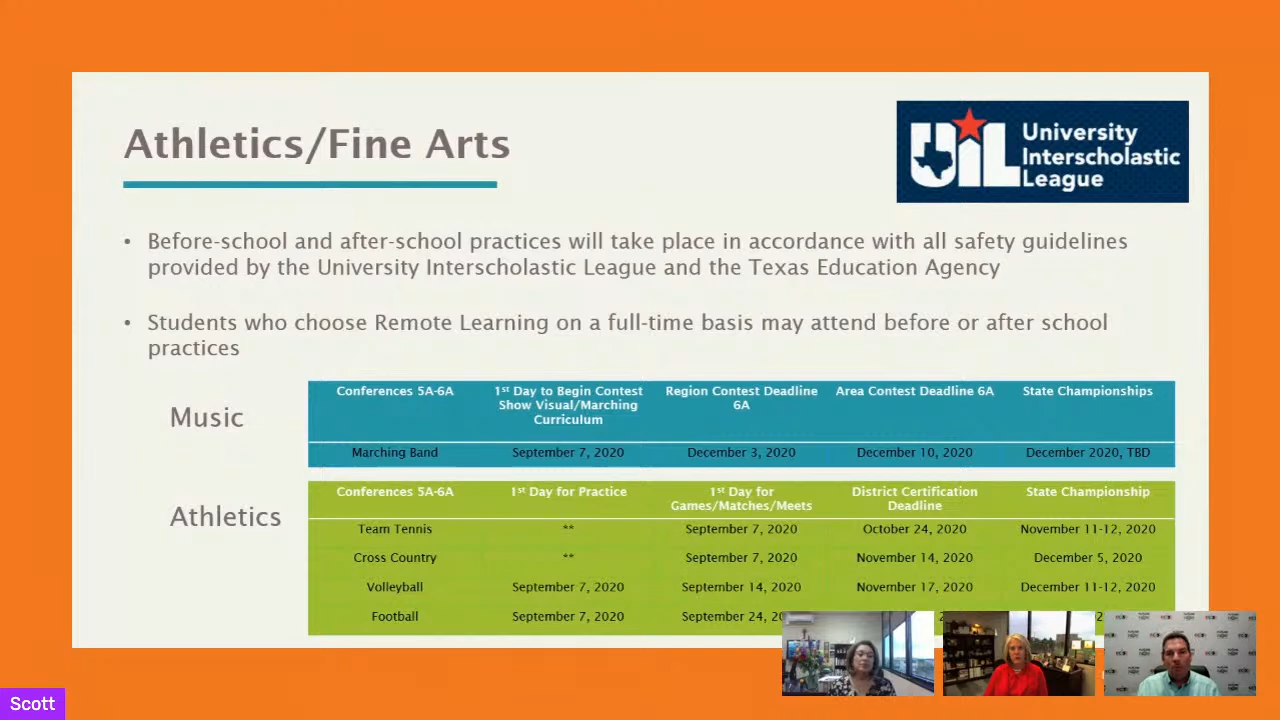 Athletics/Fine Arts
University
Interscholastic
League
UIL
• Before-school and after-school practices will take place in accordance with all safety guidelines
provided by the University Interscholastic League and the Texas Education Agency
• Students who choose Remote Learning on a full-time basis may attend before or after school
practices
Music
Conferences 5A-6A 1st Day to Begin Contest Region Contest Deadline Area Contest Deadline 6A State Championships
Show Visual/Marching 6A
Curriculum
Marching Band September 7, 2020 December 3, 2020 December 10, 2020 December 2020, TBD
Athletics
Conferences 5A-6A 1st Day for Practice 1st Day for District Certification State Championship
Games/Matches/Meets Deadline
Team Tennis ** September 7, 2020 October 24, 2020 November 11-12, 2020
Cross Country ** September 7, 2020 November 14, 2020 December 5, 2020
Volleyball September 7, 2020 September 14, 2020 November 17, 2020 December 11-12, 2020
Football September 7, 2020 September 24,
Scott